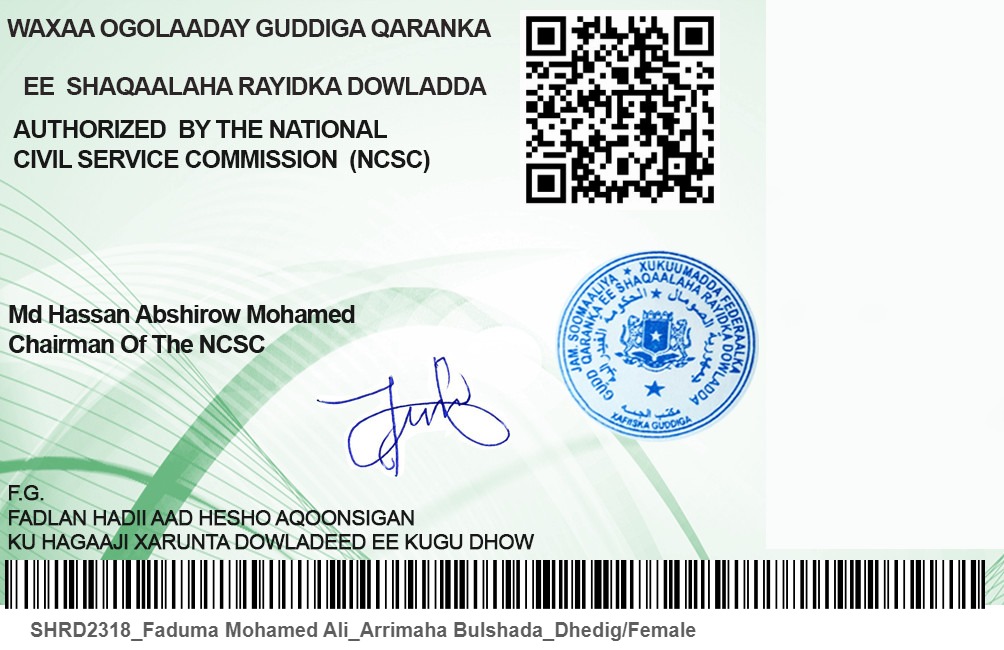 WAXAA OGOLAADAY GUDDIGA QARANKA
EE SHAQAALAHA RAYIDKA DOWLADDA
AUTHORIZED BY THE NATIONAL
CIVIL SERVICE COMMISSION (NCSC)
Md Hassan Abshirow Mohamed
Chairman Of The NCSC
JAM. SOOMAALIYA ★ XUKUUMADDA FEDERAALKA
GUDD QARANKA EE SHAQAALAHA RAYIDKA DOWLADDA
XAFIISKA GUDDIGA
F.G.
FADLAN HADII AAD HESHO AQOONSIGAN
KU HAGAAJI XARUNTA DOWLADEED EE KUGU DHOW
SHRD2318_Faduma Mohamed Ali_Arrimaha Bulshada_Dhedig/Female